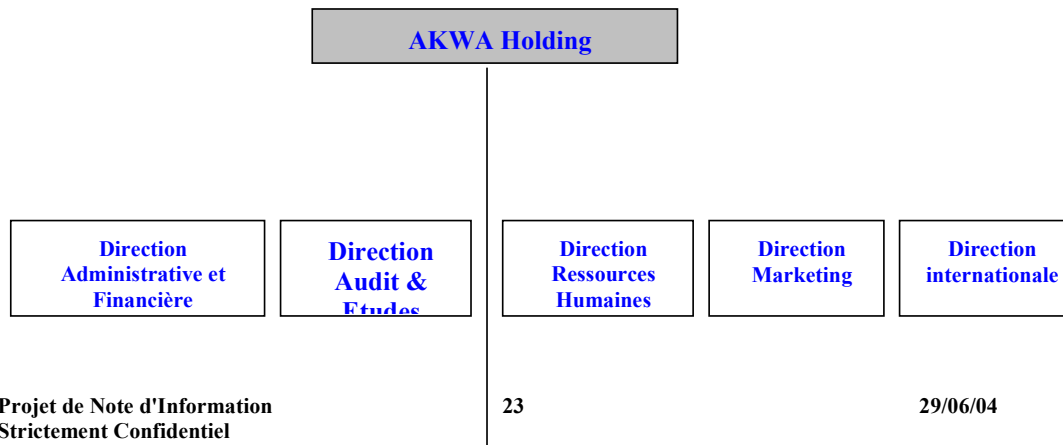 AKWA Holding
Direction
Administrative et
Financière
Direction
Audit &
Etudes
Direction
Ressources
Humaines
Direction
Marketing
Direction
internationale
Projet de Note d'Information
Strictement Confidentiel
23
29/06/04